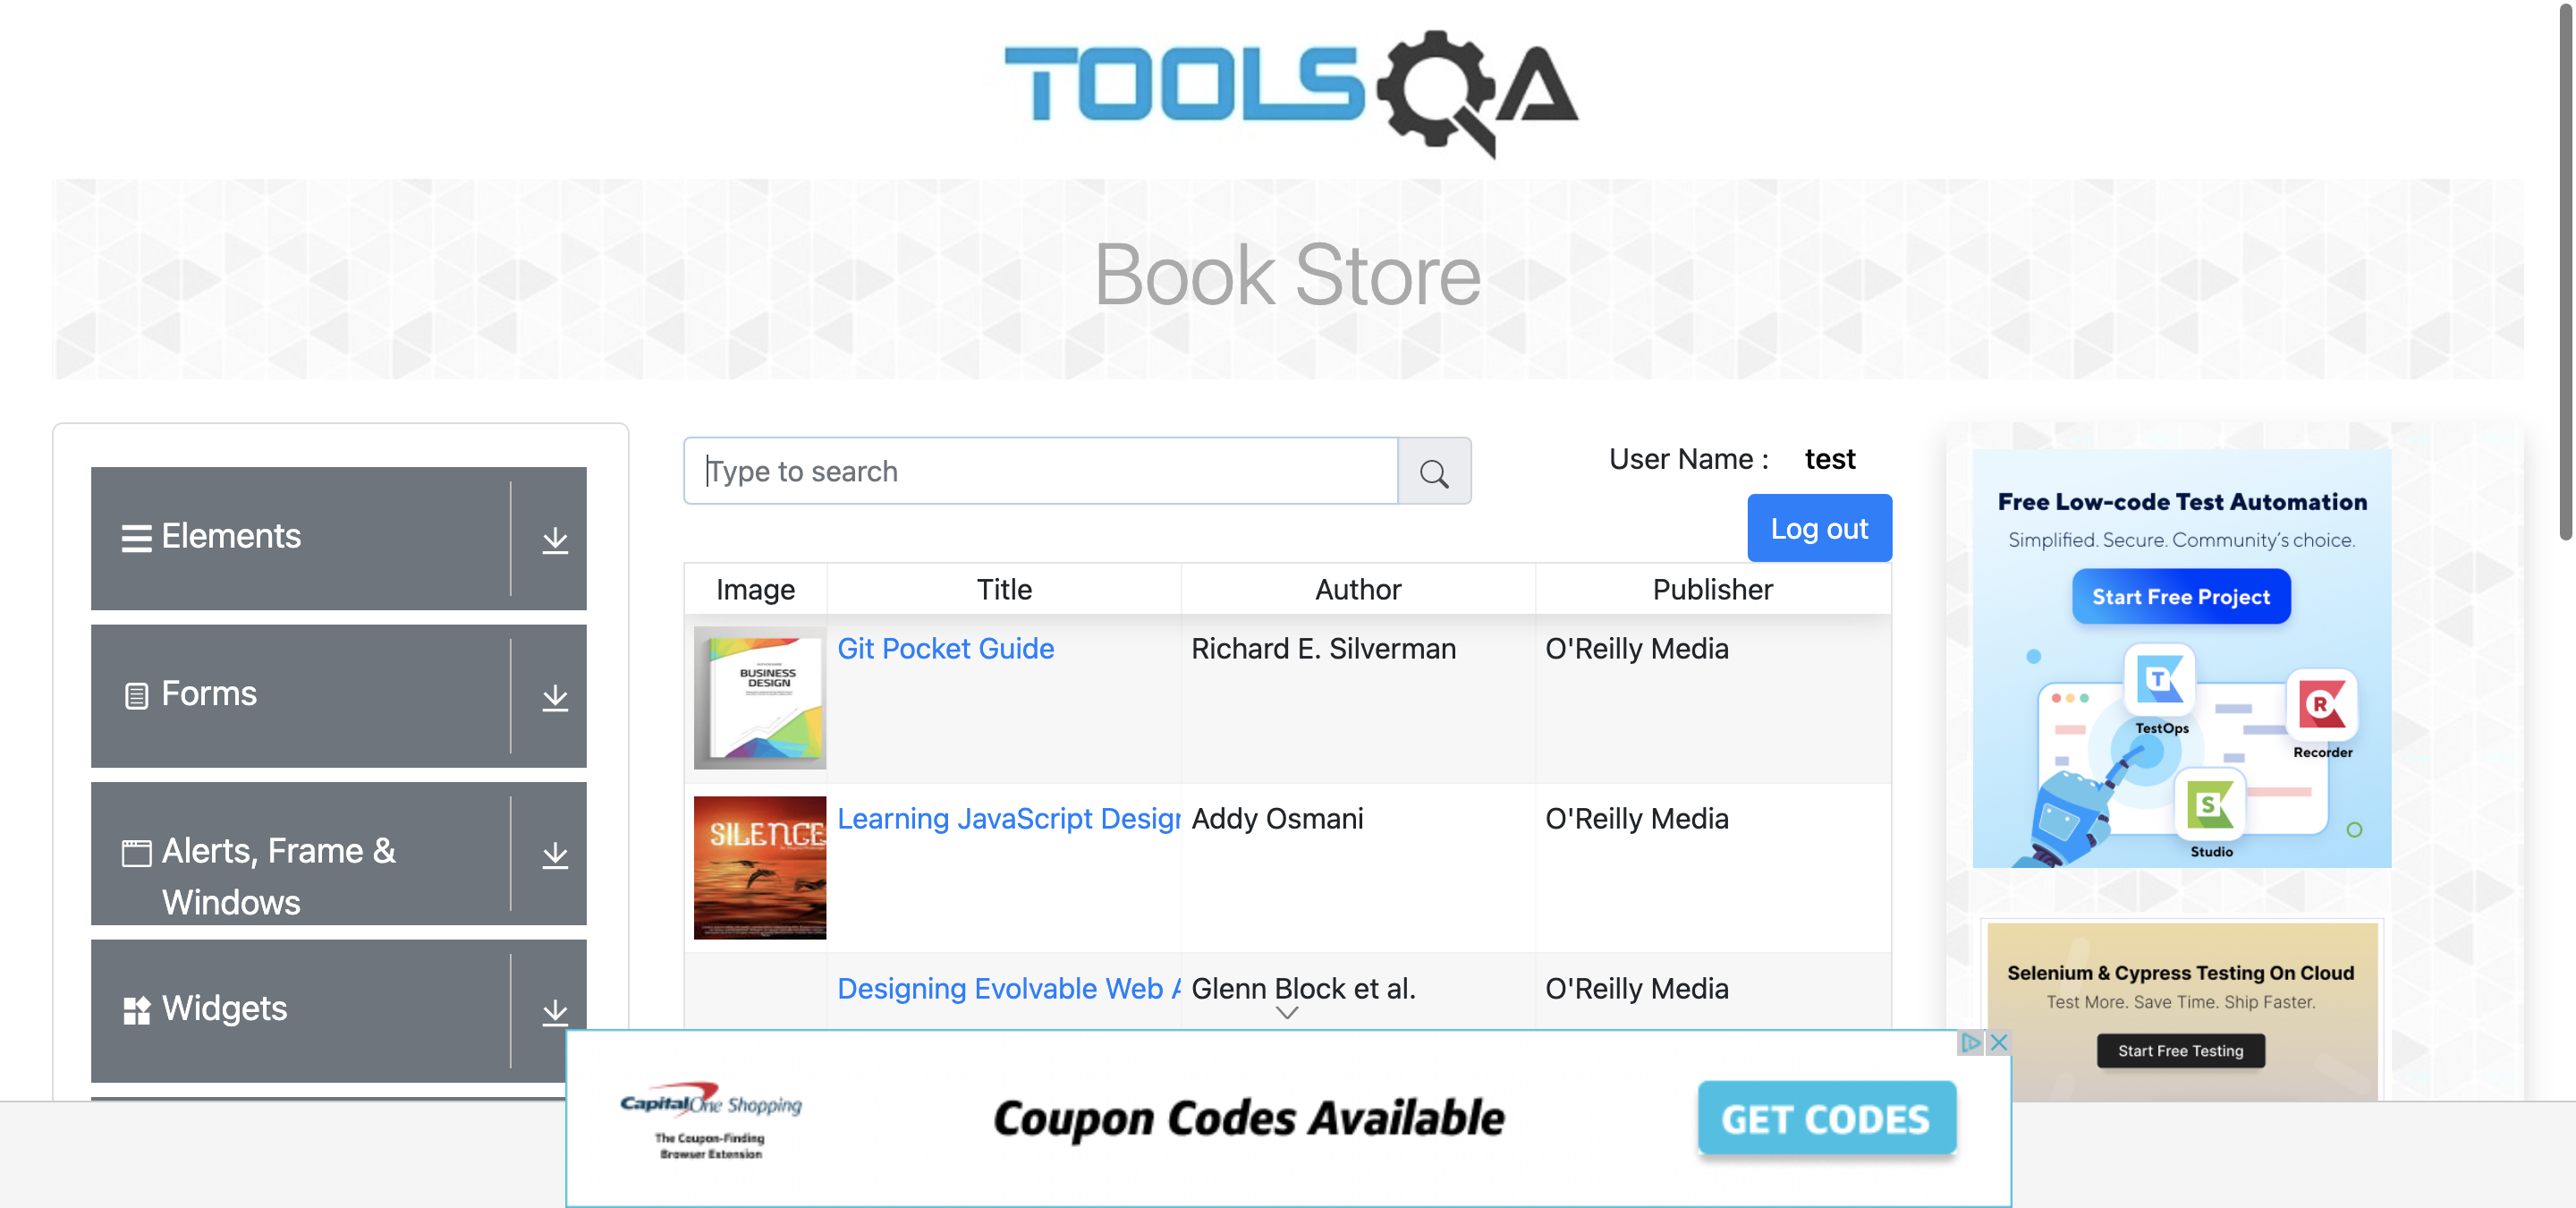 TOOLSQA
Book Store
Elements
Forms
Alerts, Frame &
Windows
Widgets
Type to search
User Name : test
Log out
Image Title Author Publisher
BUSINESS
DESIGN
Git Pocket Guide Richard E. Silverman O'Reilly Media
SILENCE
Learning JavaScript Design Addy Osmani O'Reilly Media
Designing Evolvable Web A Glenn Block et al. O'Reilly Media
Free Low-code Test Automation
Simplified. Secure. Community's choice.
Start Free Project
T
TestOps
R
Recorder
S
Studio
Selenium & Cypress Testing On Cloud
Test More. Save Time. Ship Faster.
Start Free Testing
CapitalOne Shopping
The Coupon-Finding
Browser Extension
Coupon Codes Available
GET CODES